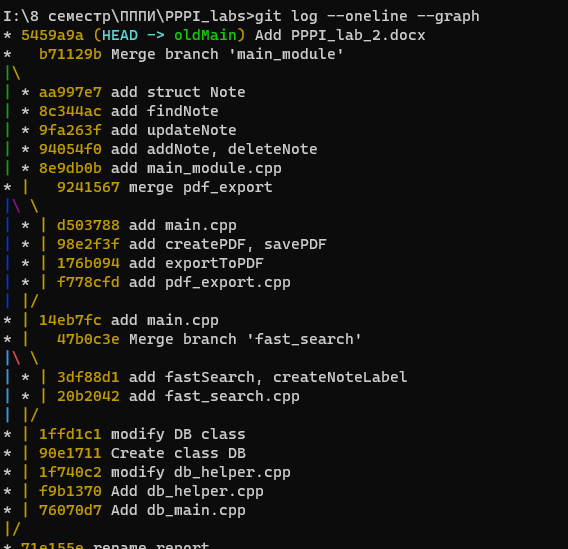 I:\8 семестр\ПППИ\PPPI_labs>git log --oneline --graph
* 5459a9a (HEAD -> oldMain) Add PPPI_lab_2.docx
*   b71129b Merge branch 'main_module'
|\
| * aa997e7 add struct Note
| * 8c344ac add findNote
| * 9fa263f add updateNote
| * 94054f0 add addNote, deleteNote
| * 8e9db0b add main_module.cpp
* |   9241567 merge pdf_export
|\ \
| * | d503788 add main.cpp
| * | 98e2f3f add createPDF, savePDF
| * | 176b094 add exportToPDF
| * | f778cfd add pdf_export.cpp
| |/
* | 14eb7fc add main.cpp
* |   47b0c3e Merge branch 'fast_search'
|\ \
| * | 3df88d1 add fastSearch, createNoteLabel
| * | 20b2042 add fast_search.cpp
| |/
* | 1ffd1c1 modify DB class
* | 90e1711 Create class DB
* | 1f740c2 modify db_helper.cpp
* | f9b1370 Add db_helper.cpp
* | 76070d7 Add db_main.cpp
|/
* 71e155e rename report